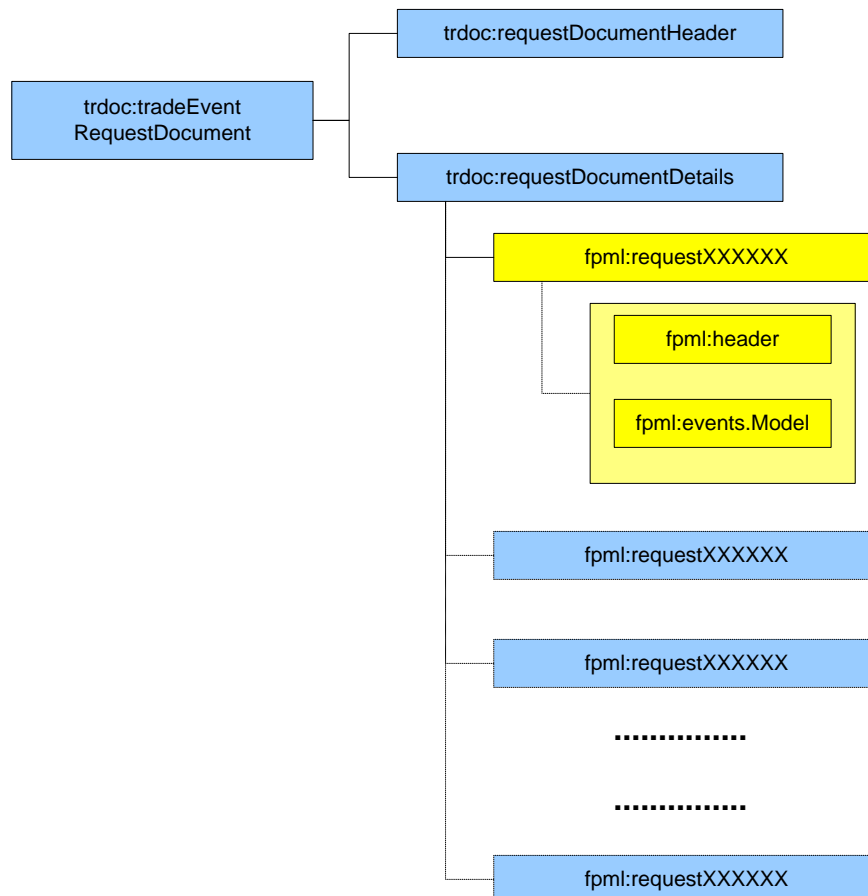 trdoc:requestDocumentHeader
trdoc:tradeEvent
RequestDocument
trdoc:requestDocumentDetails
fpml:requestXXXXXX
fpml:header
fpml:events.Model
fpml:requestXXXXXX
fpml:requestXXXXXX
...............
...............
fpml:requestXXXXXX